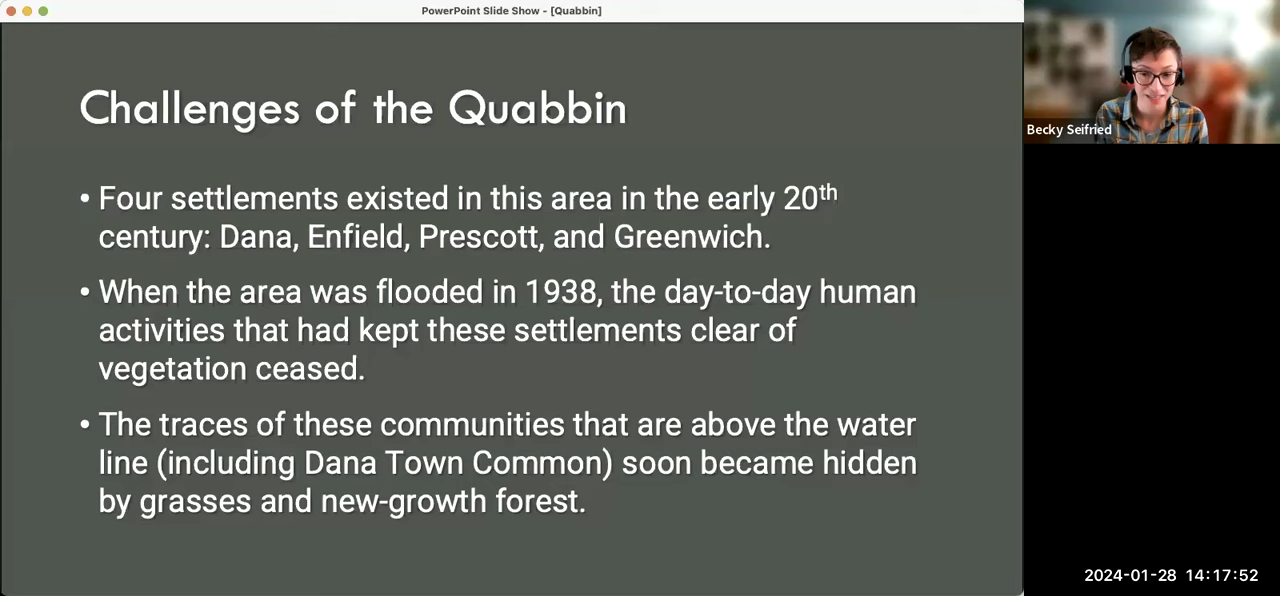 PowerPoint Slide Show - [Quabbin]
Challenges of the Quabbin
• Four settlements existed in this area in the early 20th
century: Dana, Enfield, Prescott, and Greenwich.
• When the area was flooded in 1938, the day-to-day human
activities that had kept these settlements clear of
vegetation ceased.
• The traces of these communities that are above the water
line (including Dana Town Common) soon became hidden
by grasses and new-growth forest.
Becky Seifried
2024-01-28 14:17:52